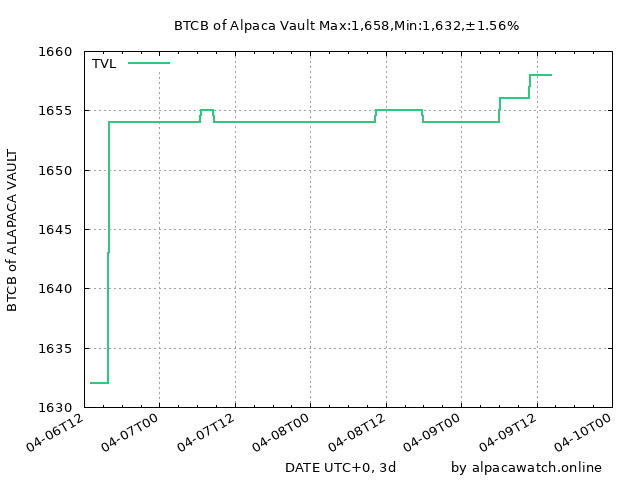 BTCB of Alpaca Vault Max:1,658,Min:1,632,±1.56%
TVL
1660
1655
1650
1645
1640
1635
1630
BTCB of ALAPACA VAULT
04-06T12
04-07T00
04-07T12
04-08T00
04-08T12
04-09T00
04-09T12
04-10T00
DATE UTC+0, 3d
by alpacawatch.online